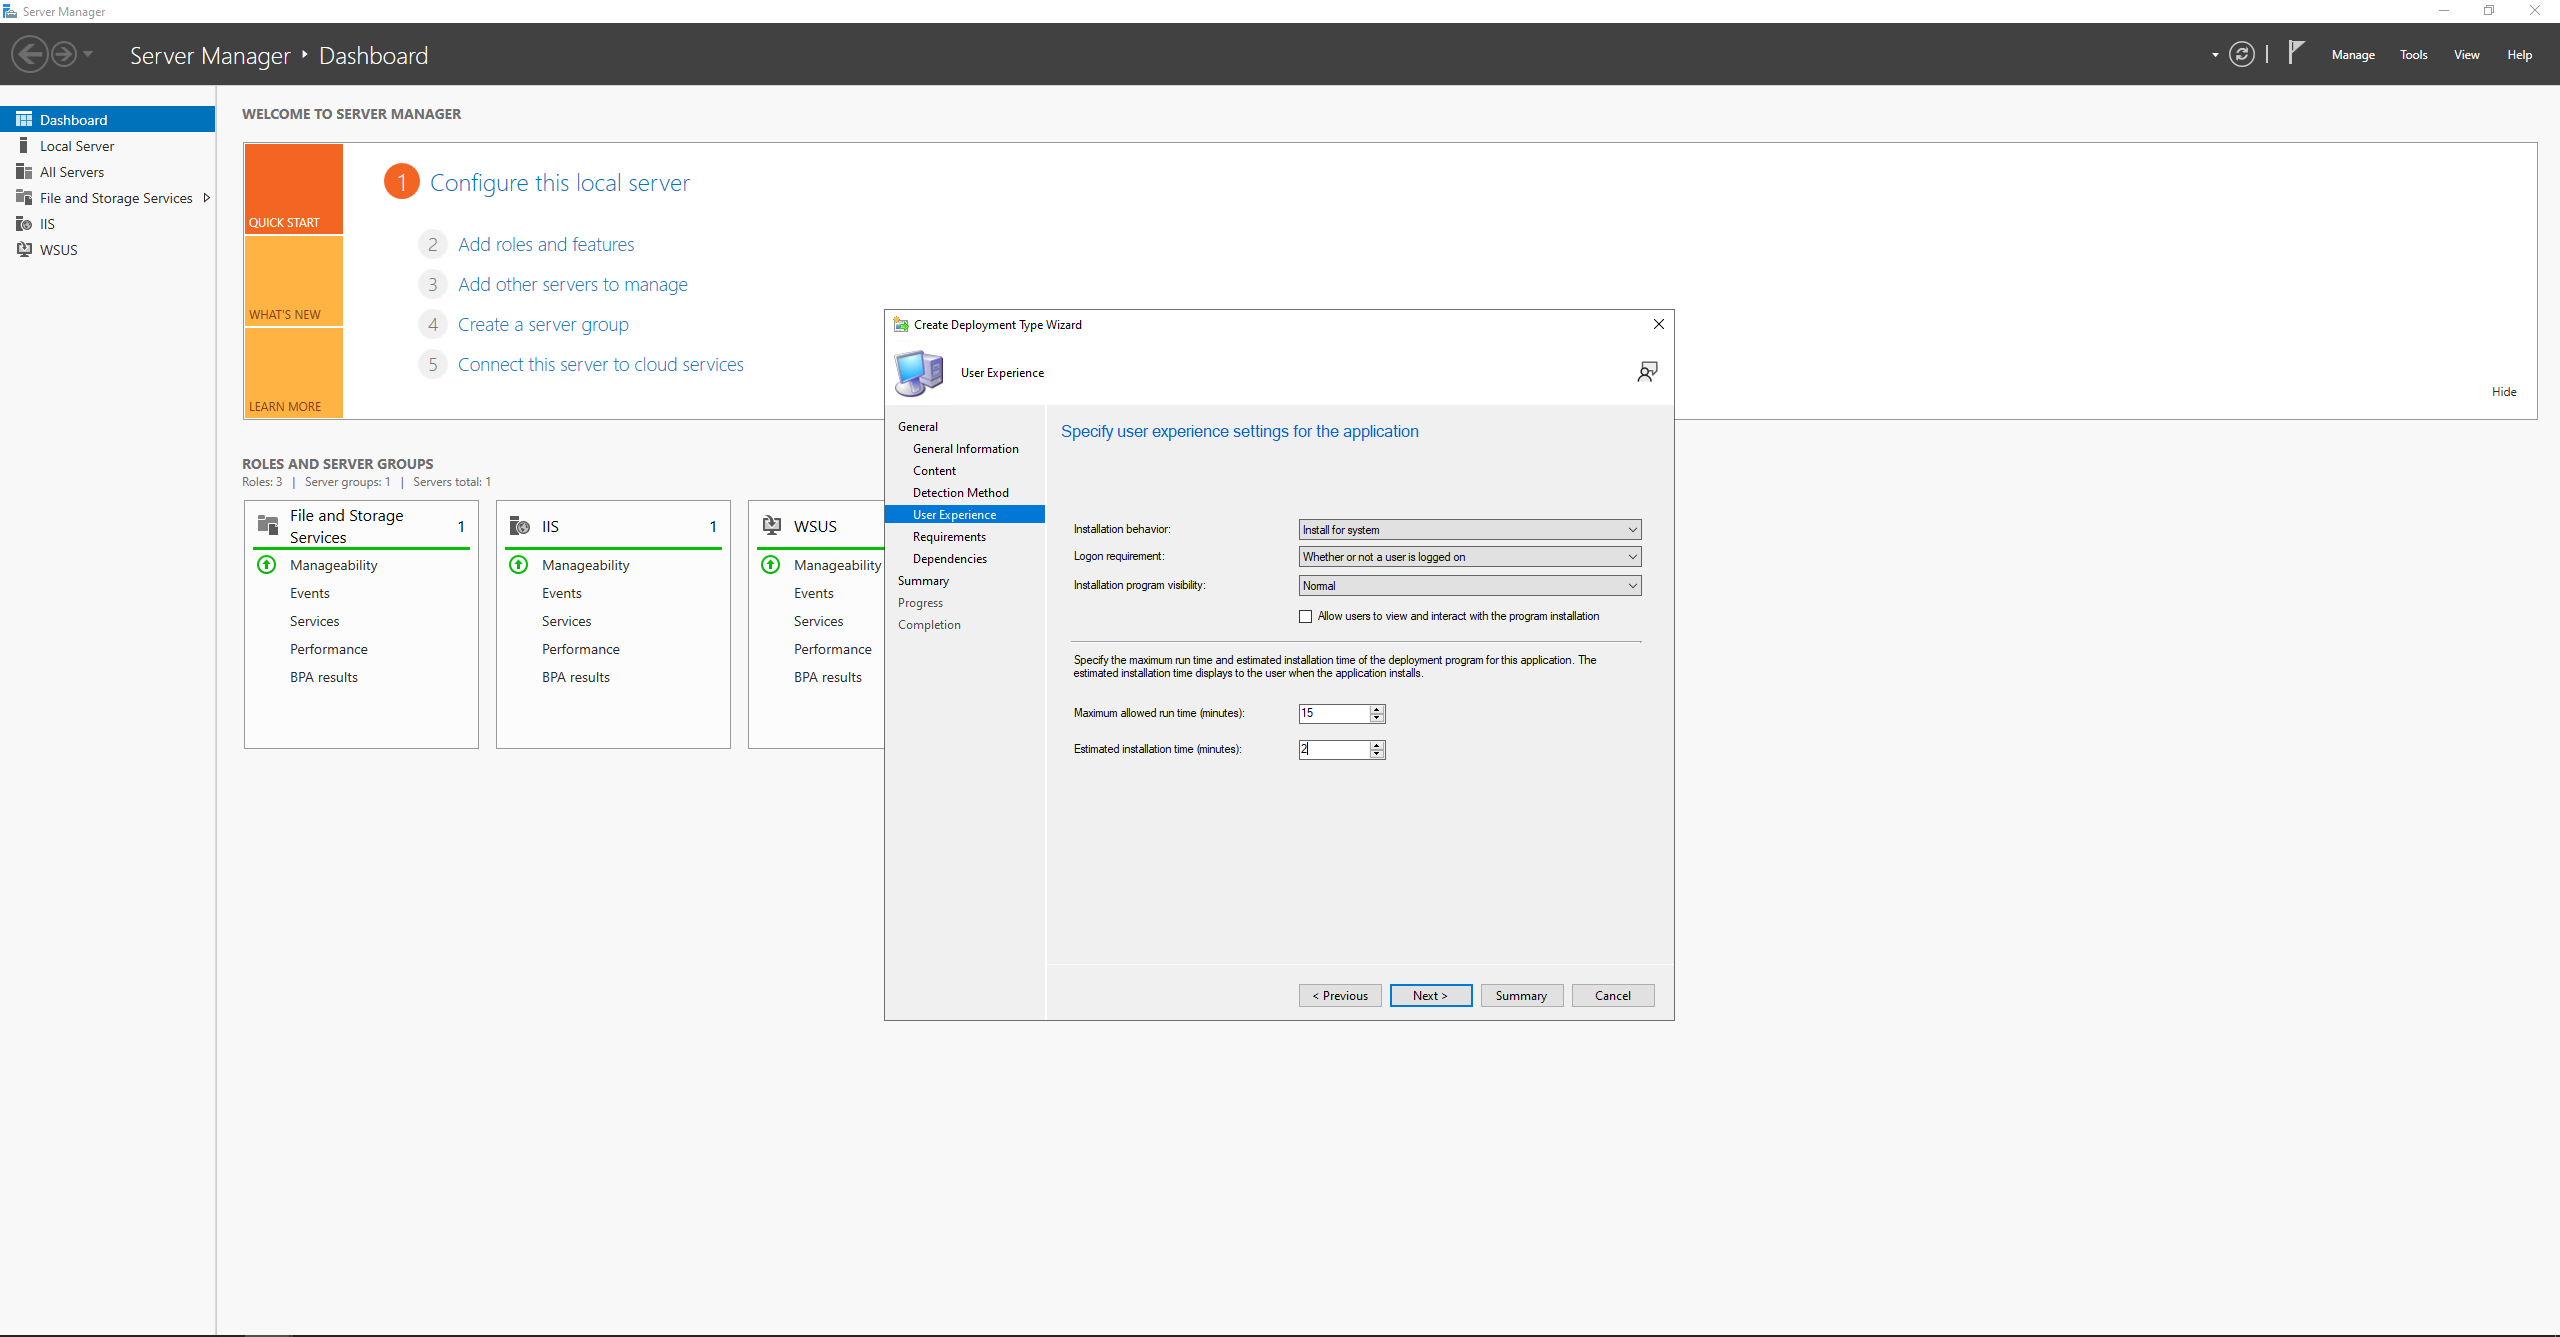 Server Manager
Server Manager ‣ Dashboard
Manage Tools View Help
Dashboard
Local Server
All Servers
File and Storage Services
IIS
WSUS
WELCOME TO SERVER MANAGER
QUICK START
WHAT'S NEW
LEARN MORE
1 Configure this local server
2 Add roles and features
3 Add other servers to manage
4 Create a server group
5 Connect this server to cloud services
Hide
ROLES AND SERVER GROUPS
Roles: 3 | Server groups: 1 | Servers total: 1
File and Storage Services 1
Manageability
Events
Services
Performance
BPA results
IIS 1
Manageability
Events
Services
Performance
BPA results
WSUS
Manageability
Events
Services
Performance
BPA results
Create Deployment Type Wizard
User Experience
General
General Information
Content
Detection Method
User Experience
Requirements
Dependencies
Summary
Progress
Completion
Specify user experience settings for the application
Installation behavior: Install for system
Logon requirement: Whether or not a user is logged on
Installation program visibility: Normal
Allow users to view and interact with the program installation
Specify the maximum run time and estimated installation time of the deployment program for this application. The
estimated installation time displays to the user when the application installs.
Maximum allowed run time (minutes): 15
Estimated installation time (minutes): 2
< Previous Next > Summary Cancel